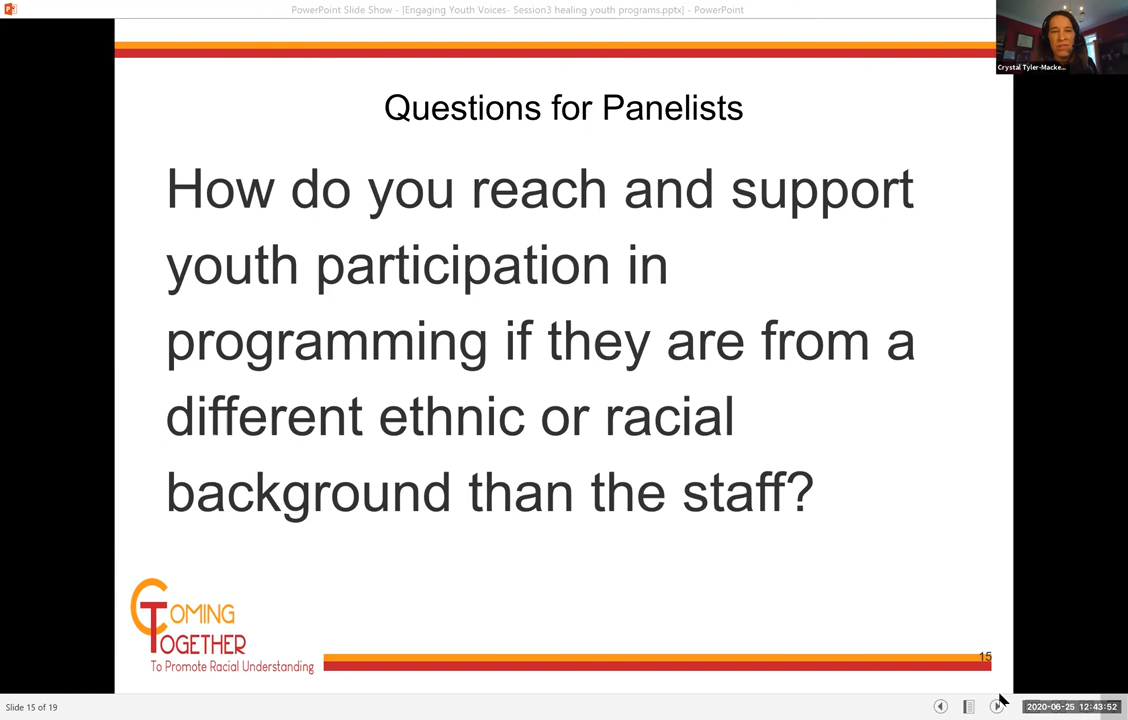 PowerPoint Slide Show - [Engaging Youth Voices- Session3 healing youth programs.pptx] - PowerPoint
Crystal Tyler-Macke...
Questions for Panelists
How do you reach and support
youth participation in
programming if they are from a
different ethnic or racial
background than the staff?
COMING
TOGETHER
To Promote Racial Understanding
15
Slide 15 of 19
2020-06-25 12:43:52